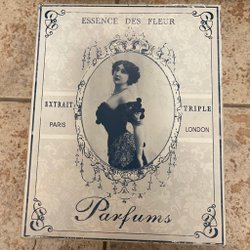 ESSENCE DES FLEUR
EXTRAIT TRIPLE
PARIS LONDON
Parfums